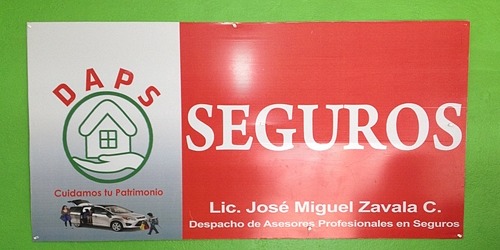 DAPS
Cuidamos tu Patrimonio
SEGUROS
Lic. José Miguel Zavala C.
Despacho de Asesores Profesionales en Seguros